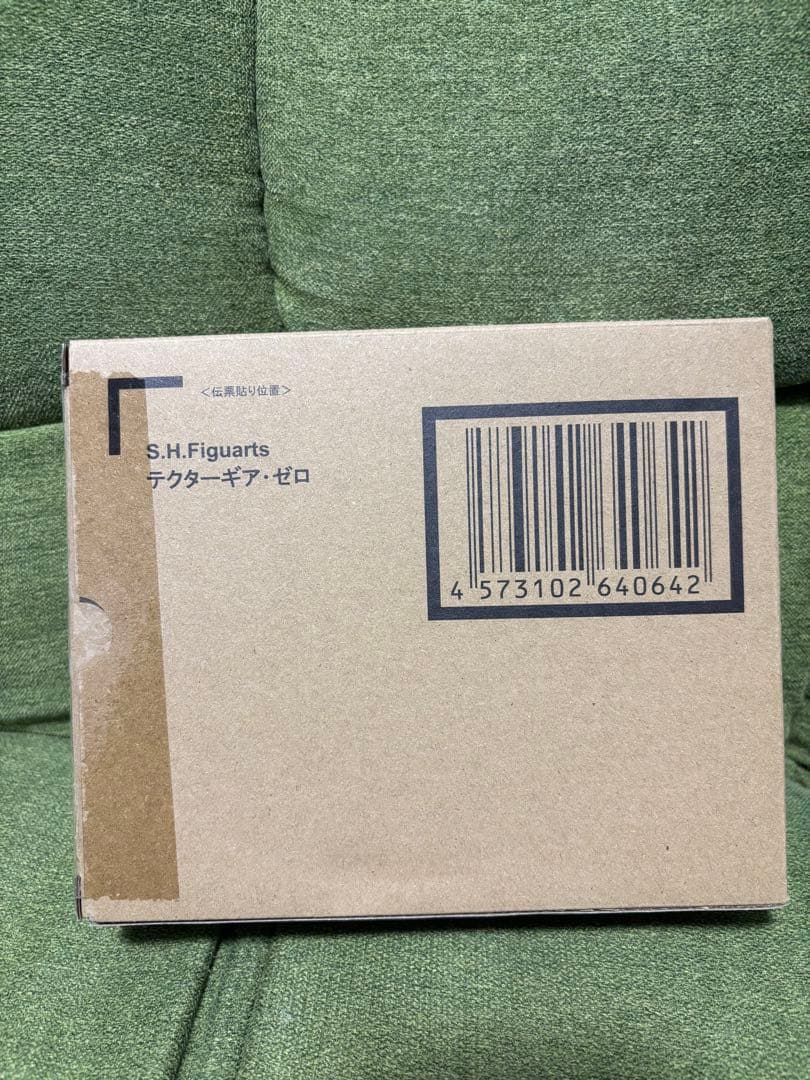 <伝票貼り位置>
S.H.Figuarts
テクターギア・ゼロ
4 573102 640642